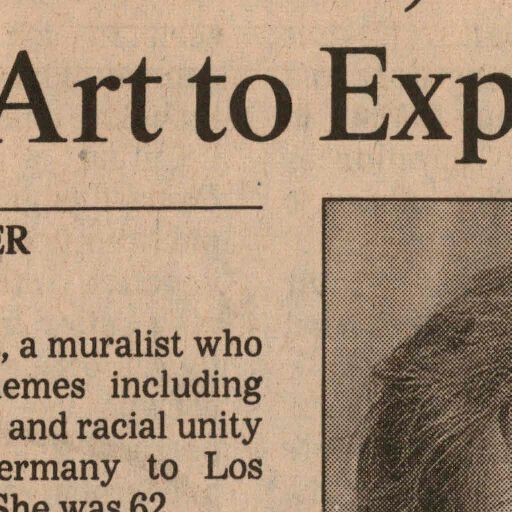 Art to Exp
ER
, a muralist who
emes including
and racial unity
ermany to Los
She was 62